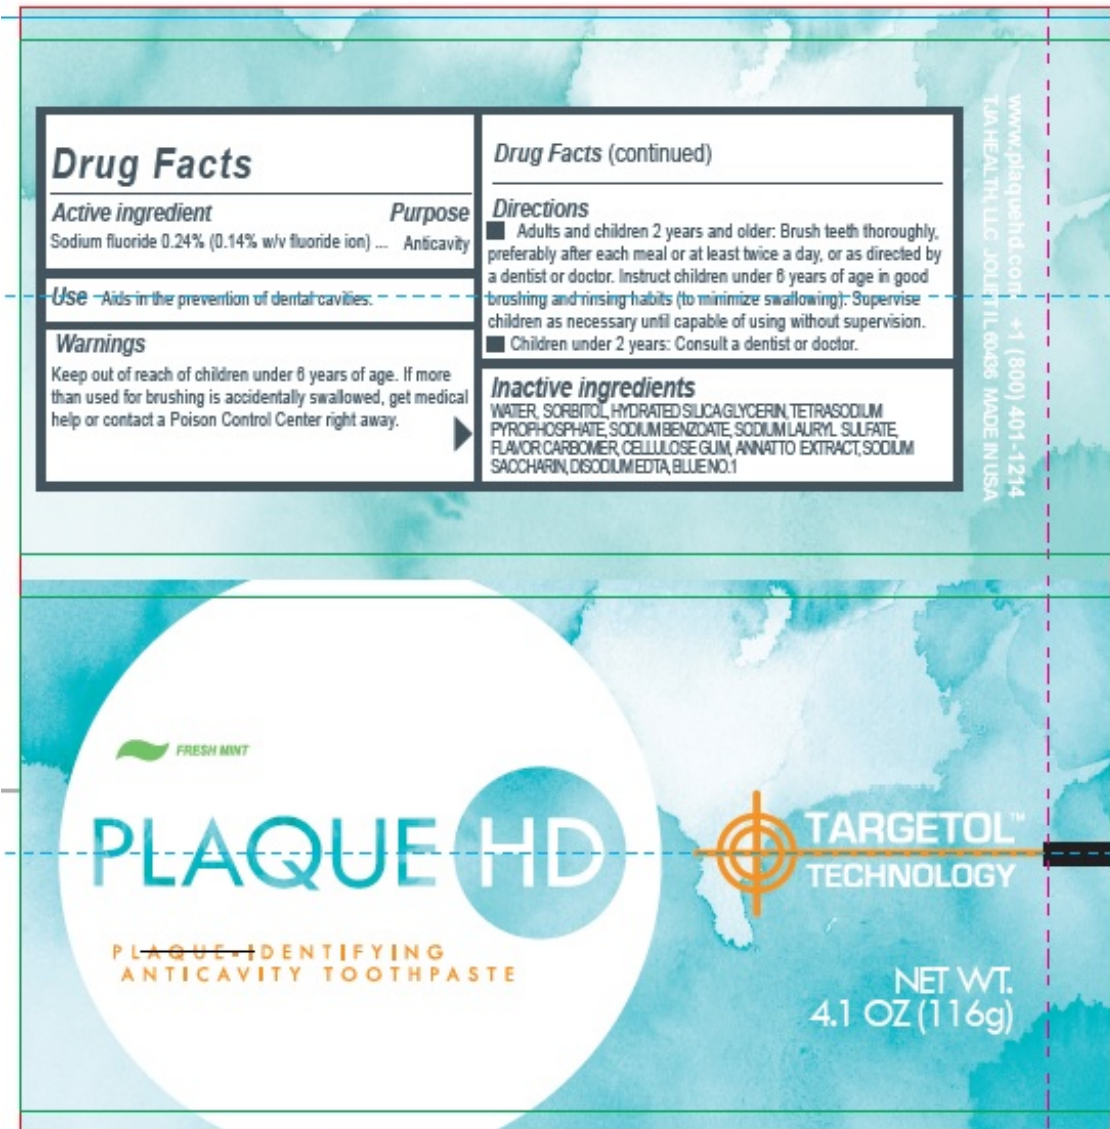 Drug Facts
Active ingredient Purpose
Sodium fluoride 0.24% (0.14% w/v fluoride ion) ... Anticavity
Use Aids in the prevention of dental cavities.
Warnings
Keep out of reach of children under 6 years of age. If more
than used for brushing is accidentally swallowed, get medical
help or contact a Poison Control Center right away.
Drug Facts (continued)
Directions
■ Adults and children 2 years and older: Brush teeth thoroughly,
preferably after each meal or at least twice a day, or as directed by
a dentist or doctor. Instruct children under 6 years of age in good
brushing and rinsing habits (to minimize swallowing). Supervise
children as necessary until capable of using without supervision.
■ Children under 2 years: Consult a dentist or doctor.
Inactive ingredients
WATER, SORBITOL, HYDRATED SILICA GLYCERIN, TETRASODIUM
PYROPHOSPHATE, SODIUM BENZOATE, SODIUM LAURYL SULFATE,
FLAVOR CARBOMER, CELLULOSE GUM, ANNATTO EXTRACT, SODIUM
SACCHARIN, DISODIUM EDTA, BLUE NO.1
www.plaquehd.com +1 (800) 401-1214
TJA HEALTH, LLC JOLIET IL 60436 MADE IN USA
FRESH MINT
PLAQUE HD
PLAQUE-IDENTIFYING
ANTICAVITY TOOTHPASTE
TARGETOL™
TECHNOLOGY
NET WT.
4.1 OZ (116g)